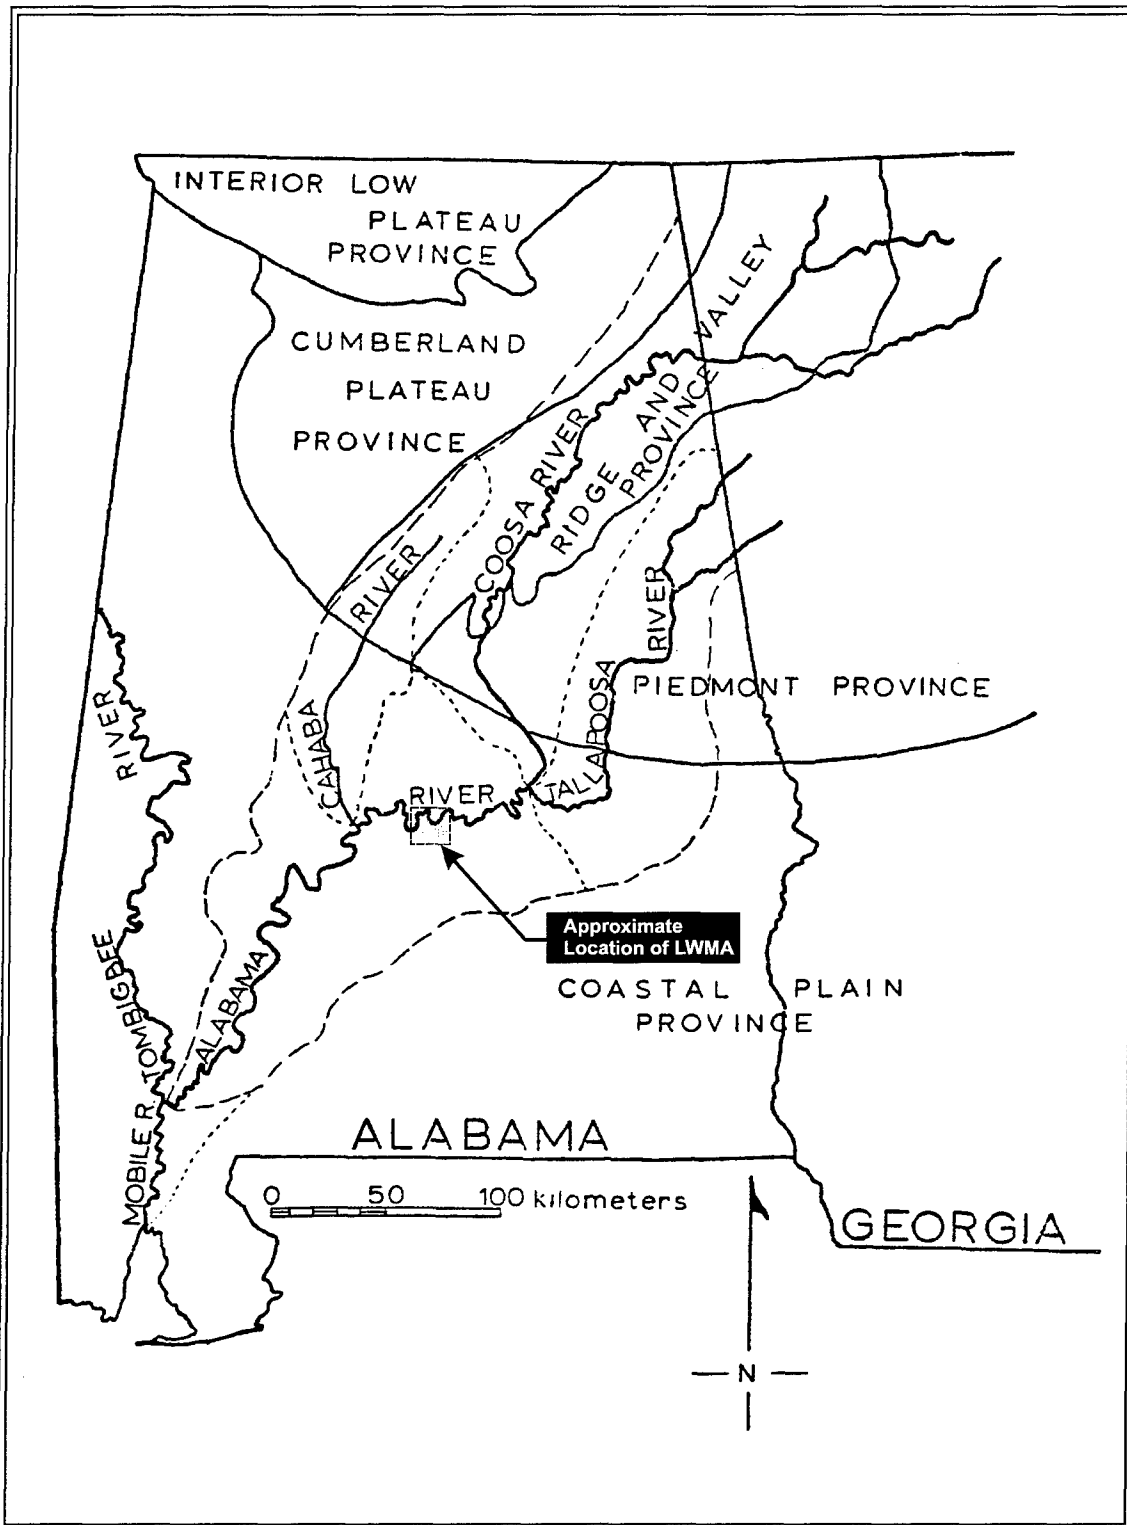 INTERIOR LOW
PLATEAU
PROVINCE
VALLEY
CUMBERLAND
PLATEAU
PROVINCE
RIDGE AND
PROVINCE
COOSA RIVER
RIVER
CAHABA
RIVER
TALLAPOOSA
PIEDMONT PROVINCE
RIVER
TOMBIGBEE
RIVER
ALABAMA
Approximate
Location of LWMA
COASTAL PLAIN
PROVINCE
MOBILE R.
ALABAMA
0 50 100 kilometers
GEORGIA
N